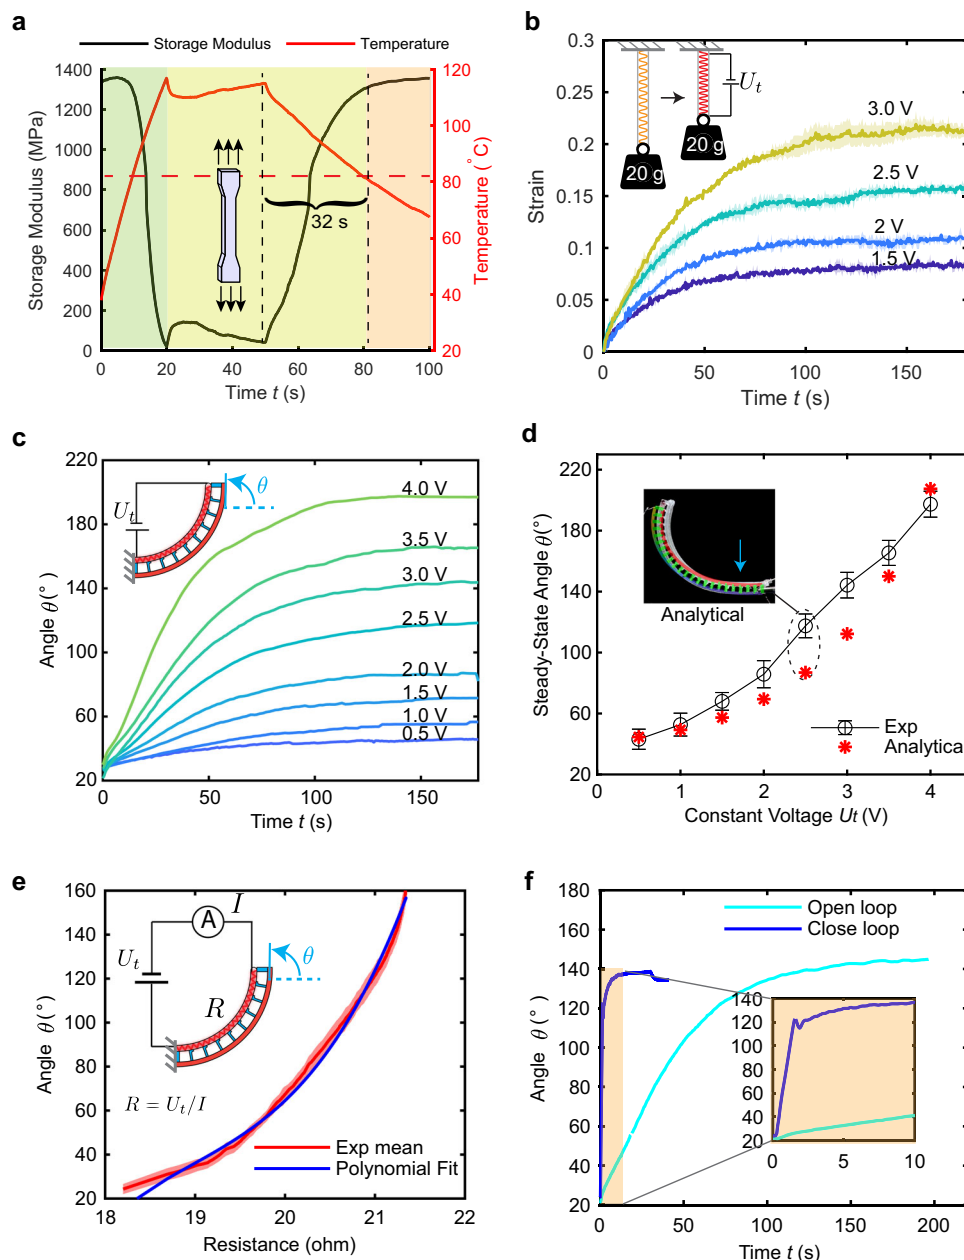 a
Storage Modulus
Temperature
1400
1200
1000
800
600
400
200
0
Storage Modulus (MPa)
120
100
80
60
40
20
Temperature (°C)
32 s
0 20 40 60 80 100
Time t (s)
b
0.3
0.25
0.2
0.15
0.1
0.05
0
Strain
20 g
20 g
U_t
3.0 V
2.5 V
2 V
1.5 V
0 50 100 150
Time t (s)
c
220
180
140
100
60
20
Angle θ(°)
U_t
θ
4.0 V
3.5 V
3.0 V
2.5 V
2.0 V
1.5 V
1.0 V
0.5 V
0 50 100 150
Time t (s)
d
220
180
140
100
60
20
Steady-State Angle θ(°)
Analytical
Exp
Analytical
0 1 2 3 4
Constant Voltage Ut (V)
e
160
140
120
100
80
60
40
20
Angle θ(°)
A
I
U_t
θ
R
R = U_t/I
Exp mean
Polynomial Fit
18 19 20 21 22
Resistance (ohm)
f
180
160
140
120
100
80
60
40
20
Angle θ(°)
Open loop
Close loop
140
120
100
80
60
40
20
0 5 10
0 50 100 150 200
Time t (s)